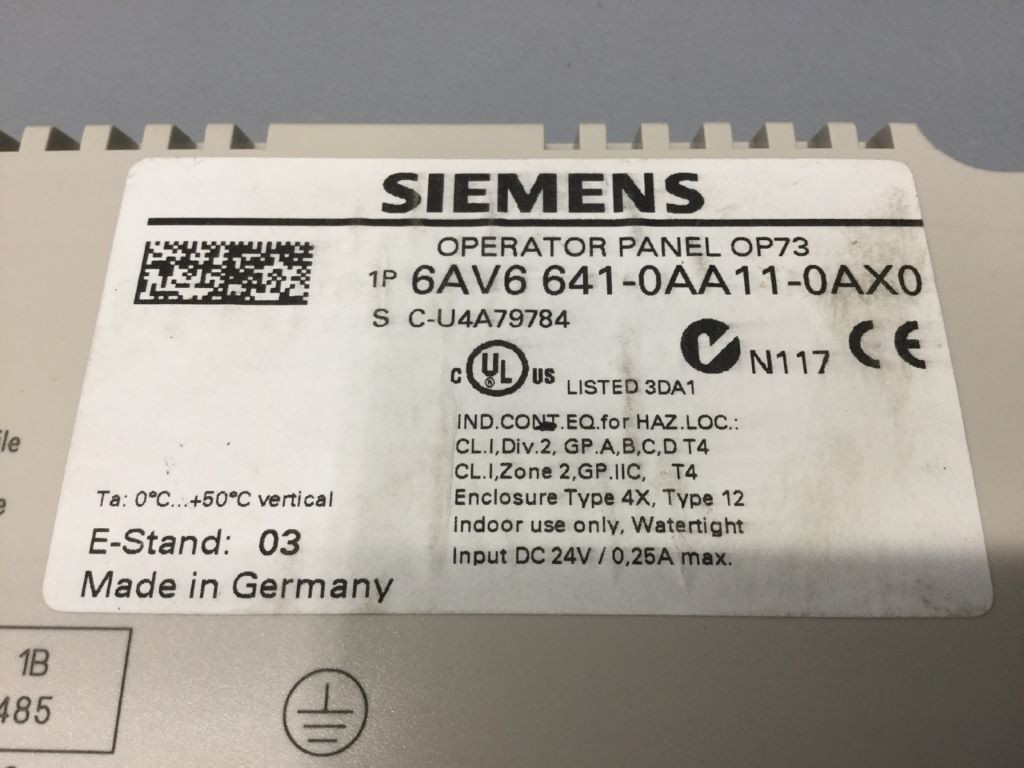 SIEMENS
OPERATOR PANEL OP73
1P 6AV6 641-0AA11-0AX0
S C-U4A79784
N117 CE
C UL ® US LISTED 3DA1
IND.CONT.EQ.for HAZ.LOC.:
CL.I,Div.2, GP.A,B,C,D T4
CL.I,Zone 2,GP.IIC, T4
Enclosure Type 4X, Type 12
Indoor use only, Watertight
Input DC 24V / 0,25A max.
Ta: 0°C...+50°C vertical
E-Stand: 03
Made in Germany
1B
485